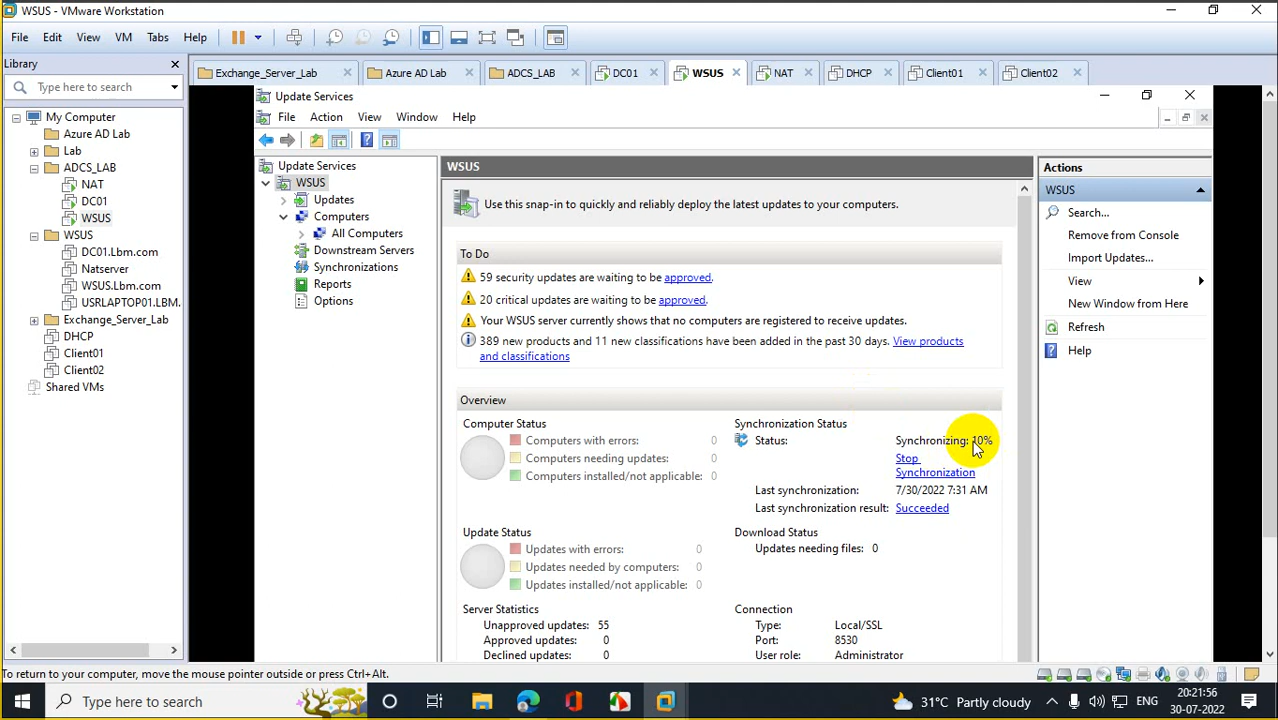 WSUS - VMware Workstation
File Edit View VM Tabs Help
Library
Type here to search
My Computer
Azure AD Lab
Lab
ADCS_LAB
NAT
DC01
WSUS
WSUS
DC01.Lbm.com
Natserver
WSUS.Lbm.com
USRLAPTOP01.LBM.
Exchange_Server_Lab
DHCP
Client01
Client02
Shared VMs
Exchange_Server_Lab Azure AD Lab ADCS_LAB DC01 WSUS NAT DHCP Client01 Client02
Update Services
File Action View Window Help
Update Services
WSUS
Updates
Computers
All Computers
Downstream Servers
Synchronizations
Reports
Options
WSUS
Use this snap-in to quickly and reliably deploy the latest updates to your computers.
To Do
59 security updates are waiting to be approved.
20 critical updates are waiting to be approved.
Your WSUS server currently shows that no computers are registered to receive updates.
389 new products and 11 new classifications have been added in the past 30 days. View products
and classifications
Overview
Computer Status
Computers with errors: 0
Computers needing updates: 0
Computers installed/not applicable: 0
Synchronization Status
Status: Synchronizing: 10%
Stop
Synchronization
Last synchronization: 7/30/2022 7:31 AM
Last synchronization result: Succeeded
Update Status
Updates with errors: 0
Updates needed by computers: 0
Updates installed/not applicable: 0
Download Status
Updates needing files: 0
Server Statistics
Unapproved updates: 55
Approved updates: 0
Declined updates: 0
Connection
Type: Local/SSL
Port: 8530
User role: Administrator
Actions
WSUS
Search...
Remove from Console
Import Updates...
View
New Window from Here
Refresh
Help
To return to your computer, move the mouse pointer outside or press Ctrl+Alt.
Type here to search
31°C Partly cloudy
ENG
20:21:56
30-07-2022